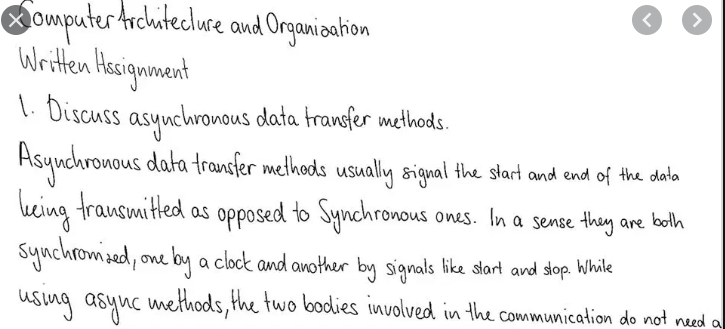 Computer Architecture and Organisation
Written Assignment
1. Discuss asynchronous data transfer methods.
Asynchronous data transfer methods usually signal the start and end of the data
being transmitted as opposed to Synchronous ones. In a sense they are both
synchronised, one by a clock and another by signals like start and stop. While
using async methods, the two bodies involved in the communication do not need a